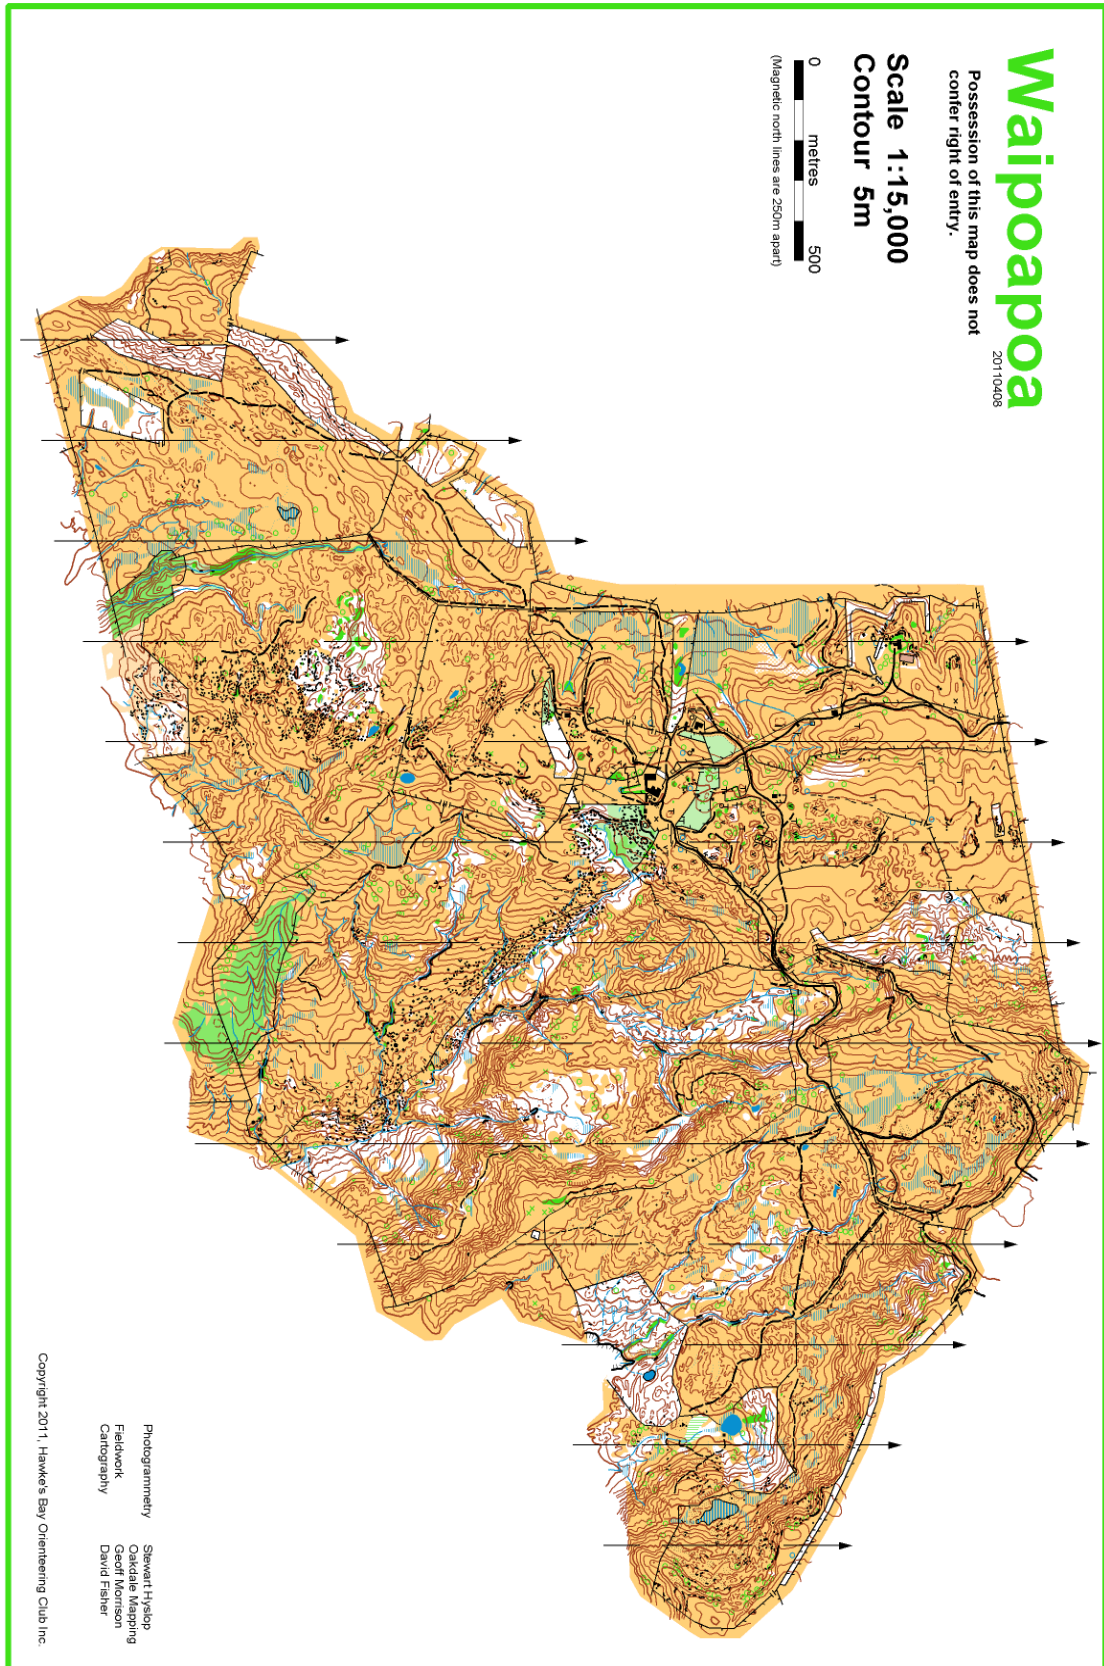 Waipoapoa
20110408
Possession of this map does not
confer right of entry.
Scale 1:15,000
Contour 5m
0 metres 500
(Magnetic north lines are 250m apart)
Photogrammetry Stewart Hyslop
Oakdale Mapping
Fieldwork Geoff Morrison
Cartography David Fisher
Copyright 2011, Hawke's Bay Orienteering Club Inc.